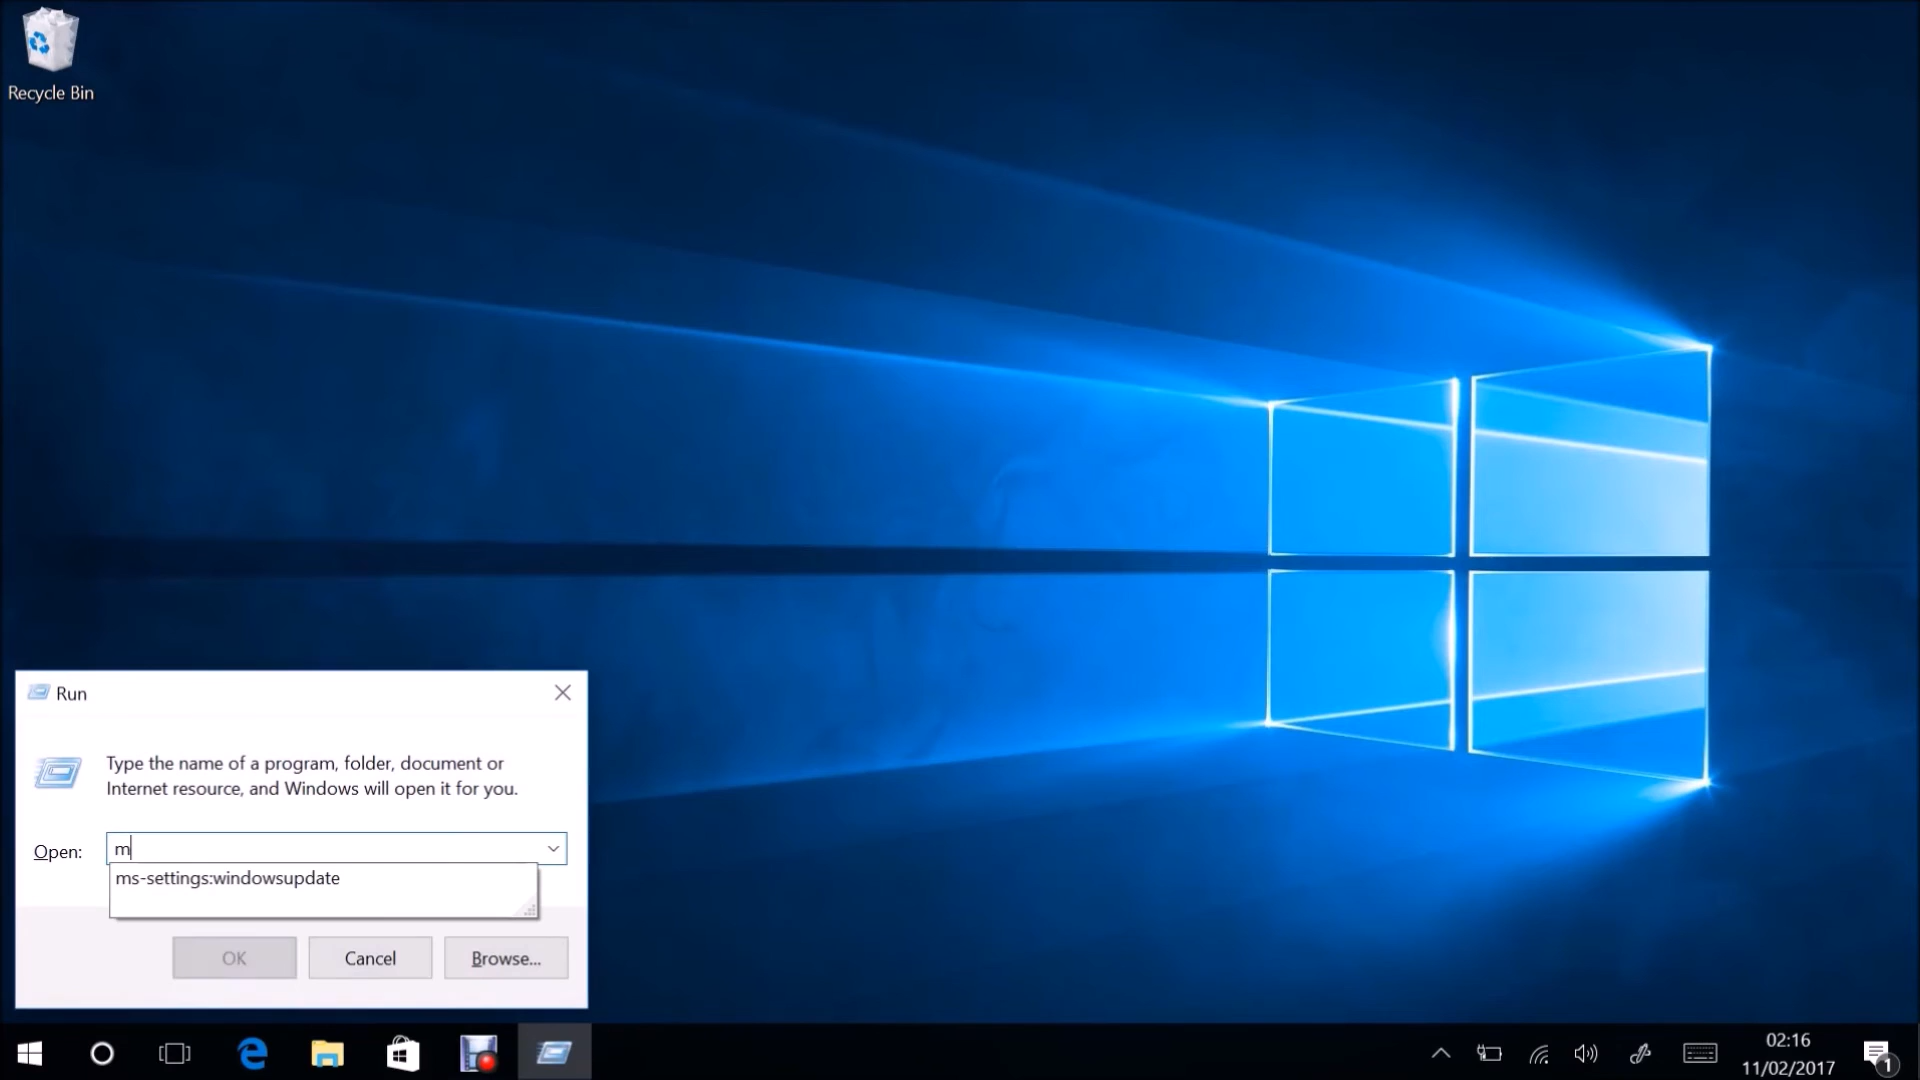 Recycle Bin
Run
Type the name of a program, folder, document or
Internet resource, and Windows will open it for you.
Open:
m
ms-settings:windowsupdate
OK
Cancel
Browse...
02:16
11/02/2017
1